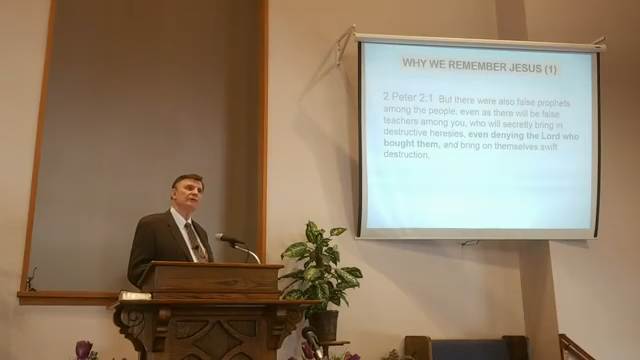 WHY WE REMEMBER JESUS (1)
2 Peter 2:1 But there were also false prophets
among the people, even as there will be false
teachers among you, who will secretly bring in
destructive heresies, even denying the Lord who
bought them, and bring on themselves swift
destruction.